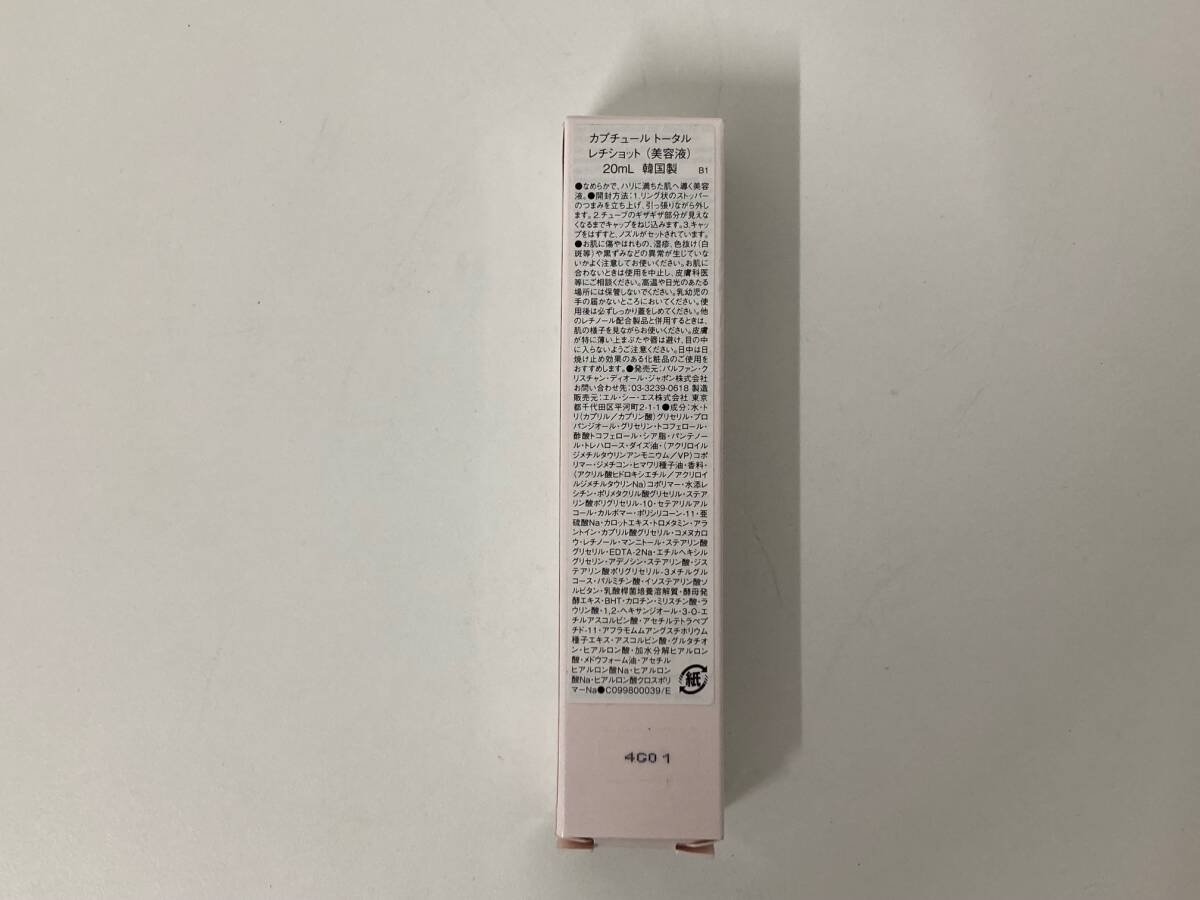 カプチュール トータル
レチショット（美容液）
20mL 韓国製 B1
●なめらかで、ハリに満ちた肌へ導く美容
液。●開封方法：1.リング状のストッパー
のつまみを立ち上げ、引っ張りながら外し
ます。2.チューブのギザギザ部分が見えな
くなるまでキャップをねじ込みます。3.キャッ
プをはずすと、ノズルがセットされています。
●お肌に傷やはれもの、湿疹、色抜け（白
斑等）や黒ずみなどの異常が生じていな
いかよく注意してお使いください。お肌に
合わないときは使用を中止し、皮膚科医
等にご相談ください。高温や日光のあたる
場所には保管しないでください。乳幼児の
手の届かないところにおいてください。使
用後は必ずしっかり蓋をしめてください。他
のレチノール配合製品と併用するときは、
肌の様子を見ながらお使いください。皮膚
が特に薄い上まぶたや唇は避け、目の中
に入らないようご注意ください。日中は日
焼け止め効果のある化粧品のご使用を
おすすめします。●発売元：パルファン・ク
リスチャン・ディオール・ジャポン株式会社
お問い合わせ先：03-3239-0618 製造
販売元：エル・シー・エス株式会社 東京
都千代田区平河町2-1-1●成分：水・ト
リ（カプリル／カプリン酸）グリセリル・プロ
パンジオール・グリセリン・トコフェロール・
酢酸トコフェロール・シア脂・パンテノー
ル・トレハロース・ダイズ油・（アクリロイル
ジメチルタウリンアンモニウム／VP）コポ
リマー・ジメチコン・ヒマワリ種子油・香料・
（アクリル酸ヒドロキシエチル／アクリロイ
ルジメチルタウリンNa）コポリマー・水添レ
シチン・ポリメタクリル酸グリセリル・ステア
リン酸ポリグリセリル-10・セテアリルアル
コール・カルボマー・ポリシリコーン-11・亜
硫酸Na・カロットエキス・トロメタミン・アラ
ントイン・カプリル酸グリセリル・コメヌカロ
ウ・レチノール・マンニトール・ステアリン酸
グリセリル・EDTA-2Na・エチルヘキシル
グリセリン・アデノシン・ステアリン酸・ジス
テアリン酸ポリグリセリル-3メチルグル
コース・パルミチン酸・イソステアリン酸ソ
ルビタン・乳酸桿菌培養溶解質・酵母発
酵エキス・BHT・カロチン・ミリスチン酸・ラ
ウリン酸・1,2-ヘキサンジオール・3-O-エ
チルアスコルビン酸・アセチルテトラペプ
チド-11・アフラモムムアングスチホリウム
種子エキス・アスコルビン酸・グルタチオ
ン・ヒアルロン酸・加水分解ヒアルロン
酸・メドウフォーム油・アセチル
ヒアルロン酸Na・ヒアルロン
酸Na・ヒアルロン酸クロスポリ
マーNa●C099800039/E
紙
4G01